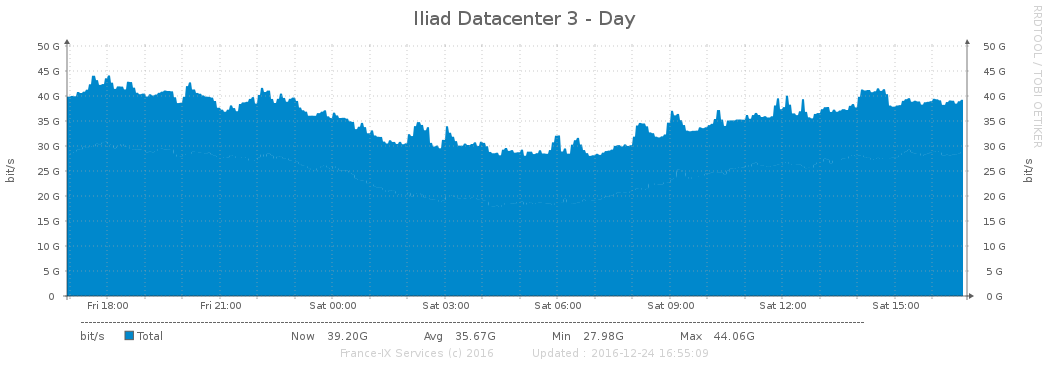 Iliad Datacenter 3 - Day
RRDTOOL / TOBI OETIKER
50 G 50 G
45 G 45 G
40 G 40 G
35 G 35 G
30 G 30 G
25 G 25 G
20 G 20 G
15 G 15 G
10 G 10 G
5 G 5 G
0 0 G
bit/s bit/s
Fri 18:00 Fri 21:00 Sat 00:00 Sat 03:00 Sat 06:00 Sat 09:00 Sat 12:00 Sat 15:00
bit/s Total Now 39.20G Avg 35.67G Min 27.98G Max 44.06G
France-IX Services (c) 2016 Updated : 2016-12-24 16:55:09